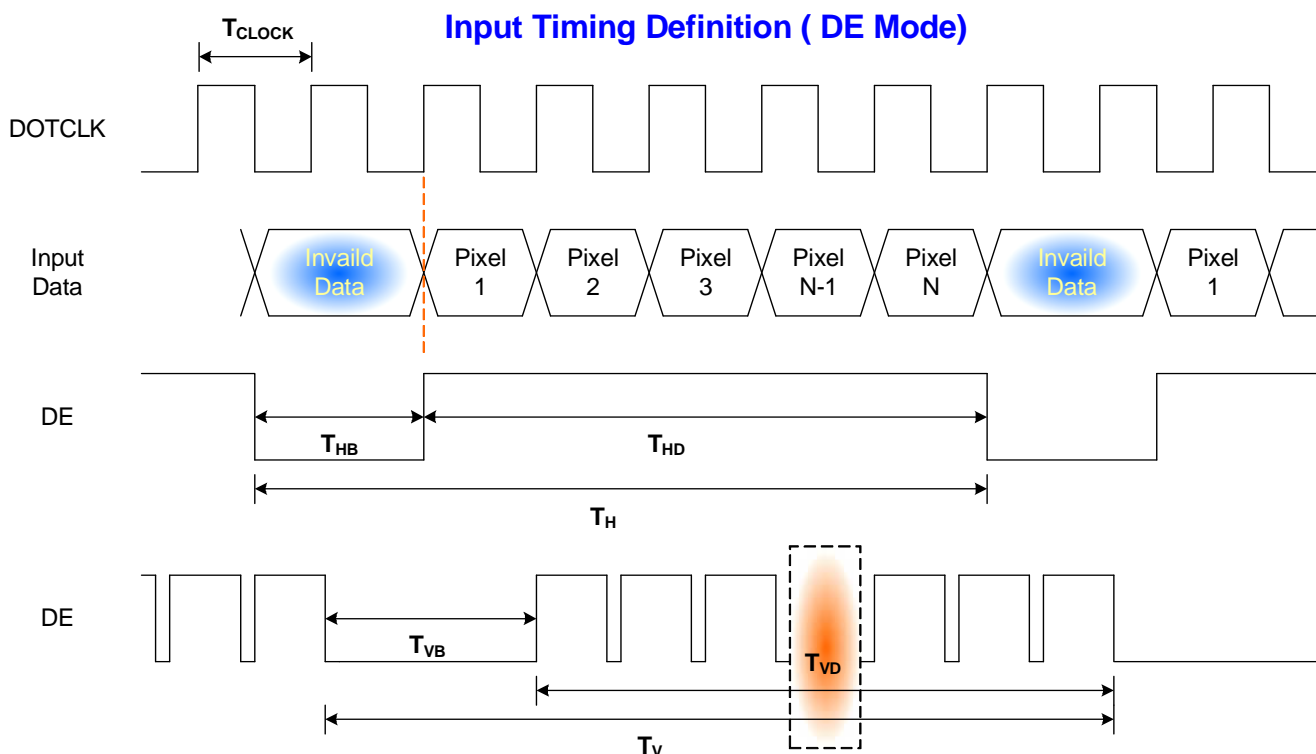 Input Timing Definition ( DE Mode)
TCLOCK
DOTCLK
Input
Data
Invaild
Data
Pixel
1
Pixel
2
Pixel
3
Pixel
N-1
Pixel
N
Invaild
Data
Pixel
1
DE
THB
THD
TH
DE
TVB
TVD
TV